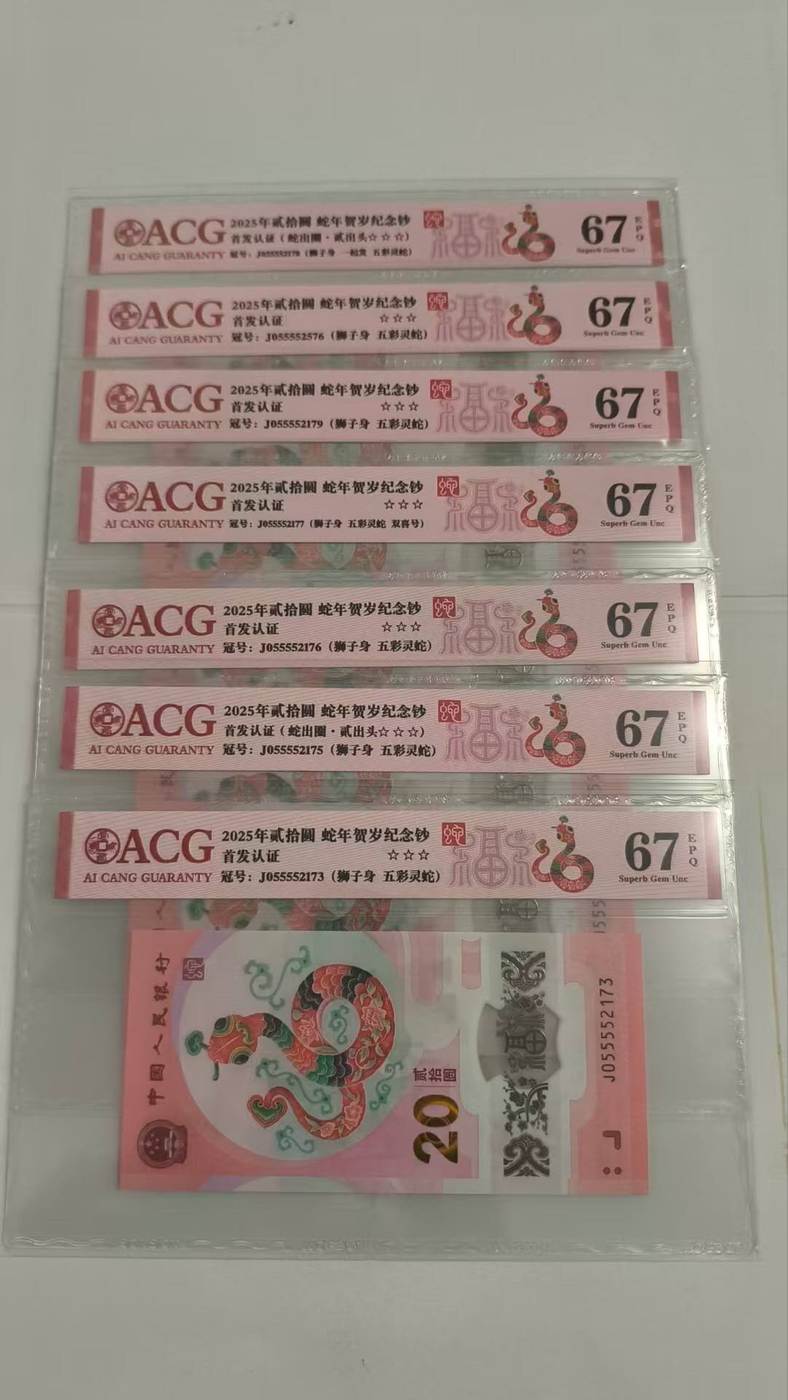 ACG 2025年贰拾圆 蛇年贺岁纪念钞 67 EPQ
首发认证（蛇出圈·贰出头☆☆☆）
AI CANG GUARANTY 冠号：J055552178（狮子身 一起发 五彩灵蛇） Superb Gem Unc
ACG 2025年贰拾圆 蛇年贺岁纪念钞 67 EPQ
首发认证 ☆☆☆
AI CANG GUARANTY 冠号：J055552576（狮子身 五彩灵蛇） Superb Gem Unc
ACG 2025年贰拾圆 蛇年贺岁纪念钞 67 EPQ
首发认证 ☆☆☆
AI CANG GUARANTY 冠号：J055552179（狮子身 五彩灵蛇） Superb Gem Unc
ACG 2025年贰拾圆 蛇年贺岁纪念钞 67 EPQ
首发认证 ☆☆☆
AI CANG GUARANTY 冠号：J055552177（狮子身 五彩灵蛇 双喜号） Superb Gem Unc
ACG 2025年贰拾圆 蛇年贺岁纪念钞 67 EPQ
首发认证 ☆☆☆
AI CANG GUARANTY 冠号：J055552176（狮子身 五彩灵蛇） Superb Gem Unc
ACG 2025年贰拾圆 蛇年贺岁纪念钞 67 EPQ
首发认证（蛇出圈·贰出头☆☆☆）
AI CANG GUARANTY 冠号：J055552175（狮子身 五彩灵蛇） Superb Gem Unc
ACG 2025年贰拾圆 蛇年贺岁纪念钞 67 EPQ
首发认证 ☆☆☆
AI CANG GUARANTY 冠号：J055552173（狮子身 五彩灵蛇） Superb Gem Unc
中国人民银行
20
贰拾圆
J055552173